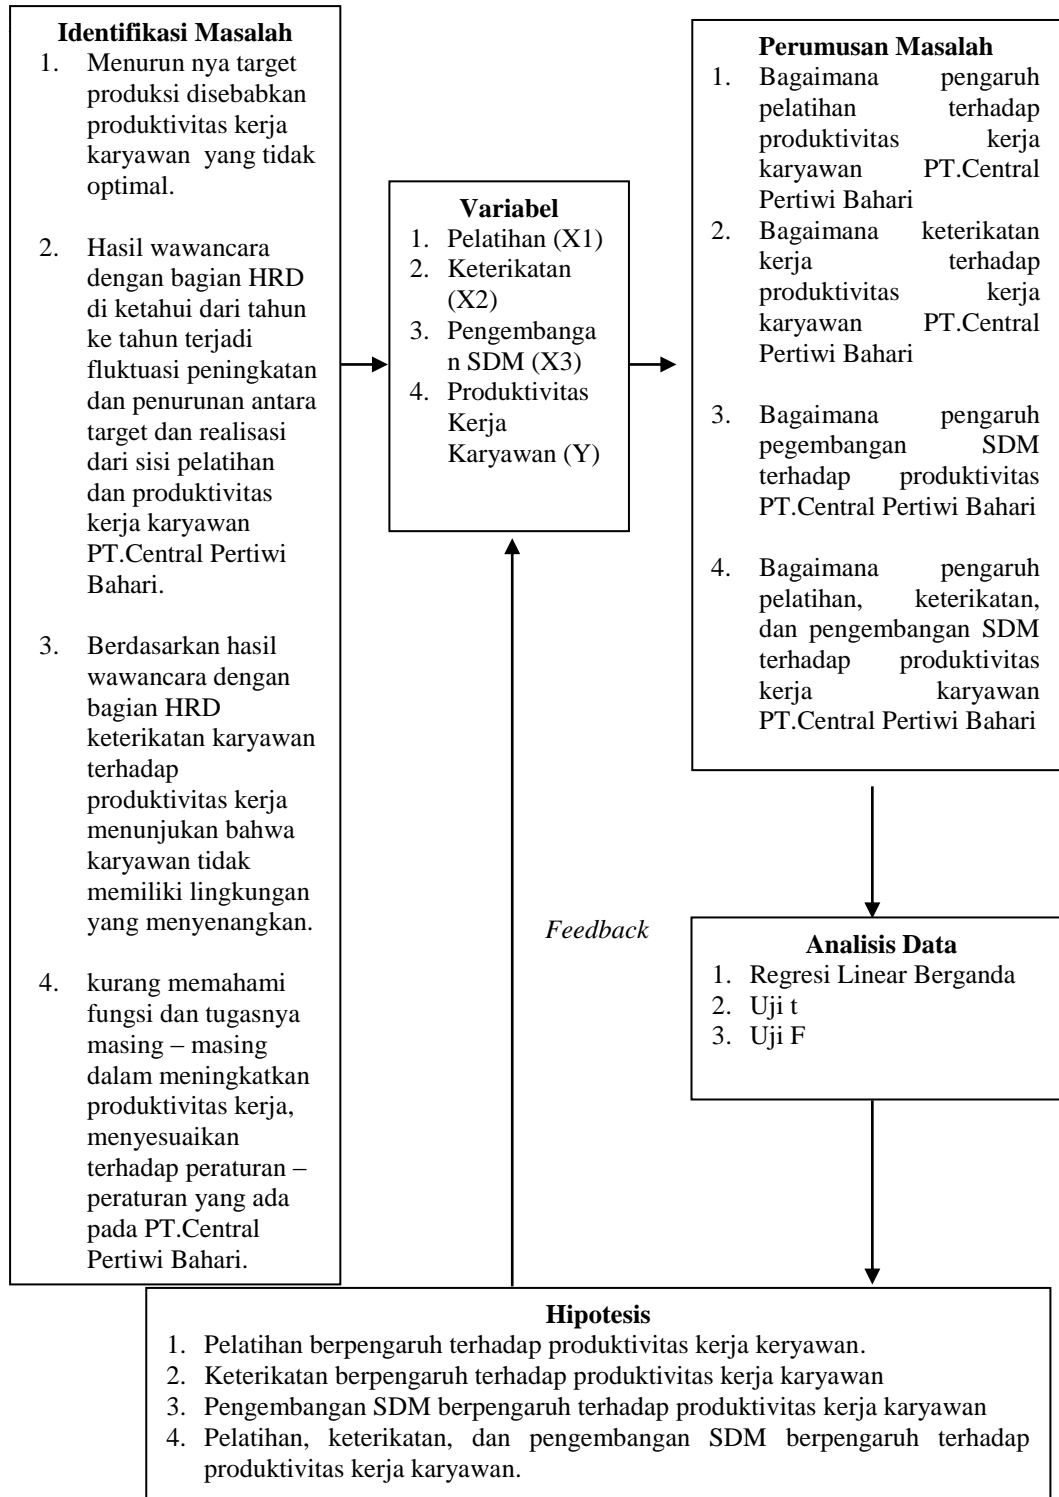 Identifikasi Masalah
1. Menurun nya target
produksi disebabkan
produktivitas kerja
karyawan yang tidak
optimal.
2. Hasil wawancara
dengan bagian HRD
di ketahui dari tahun
ke tahun terjadi
fluktuasi peningkatan
dan penurunan antara
target dan realisasi
dari sisi pelatihan
dan produktivitas
kerja karyawan
PT.Central Pertiwi
Bahari.
3. Berdasarkan hasil
wawancara dengan
bagian HRD
keterikatan karyawan
terhadap
produktivitas kerja
menunjukan bahwa
karyawan tidak
memiliki lingkungan
yang menyenangkan.
4. kurang memahami
fungsi dan tugasnya
masing – masing
dalam meningkatkan
produktivitas kerja,
menyesuaikan
terhadap peraturan –
peraturan yang ada
pada PT.Central
Pertiwi Bahari.
Variabel
1. Pelatihan (X1)
2. Keterikatan
(X2)
3. Pengembanga
n SDM (X3)
4. Produktivitas
Kerja
Karyawan (Y)
Perumusan Masalah
1. Bagaimana pengaruh
pelatihan terhadap
produktivitas kerja
karyawan PT.Central
Pertiwi Bahari
2. Bagaimana keterikatan
kerja terhadap
produktivitas kerja
karyawan PT.Central
Pertiwi Bahari
3. Bagaimana pengaruh
pegembangan SDM
terhadap produktivitas
PT.Central Pertiwi Bahari
4. Bagaimana pengaruh
pelatihan, keterikatan,
dan pengembangan SDM
terhadap produktivitas
kerja karyawan
PT.Central Pertiwi Bahari
Feedback
Analisis Data
1. Regresi Linear Berganda
2. Uji t
3. Uji F
Hipotesis
1. Pelatihan berpengaruh terhadap produktivitas kerja keryawan.
2. Keterikatan berpengaruh terhadap produktivitas kerja karyawan
3. Pengembangan SDM berpengaruh terhadap produktivitas kerja karyawan
4. Pelatihan, keterikatan, dan pengembangan SDM berpengaruh terhadap
produktivitas kerja karyawan.